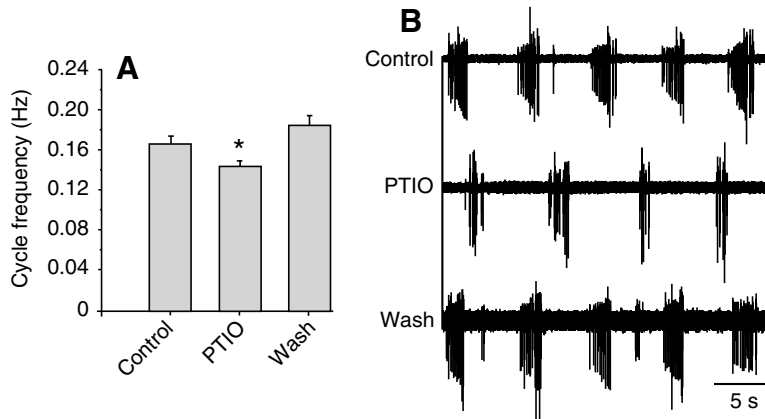 A
Cycle frequency (Hz)
0.24
0.20
0.16
0.12
0.08
0.04
0
*
Control
PTIO
Wash
B
Control
PTIO
Wash
5 s